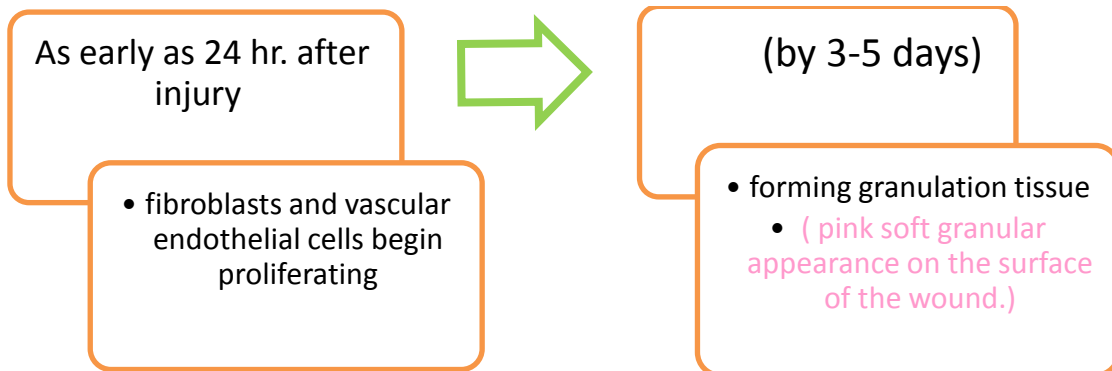 As early as 24 hr. after
injury
• fibroblasts and vascular
endothelial cells begin
proliferating
(by 3-5 days)
• forming granulation tissue
• ( pink soft granular
appearance on the surface
of the wound.)